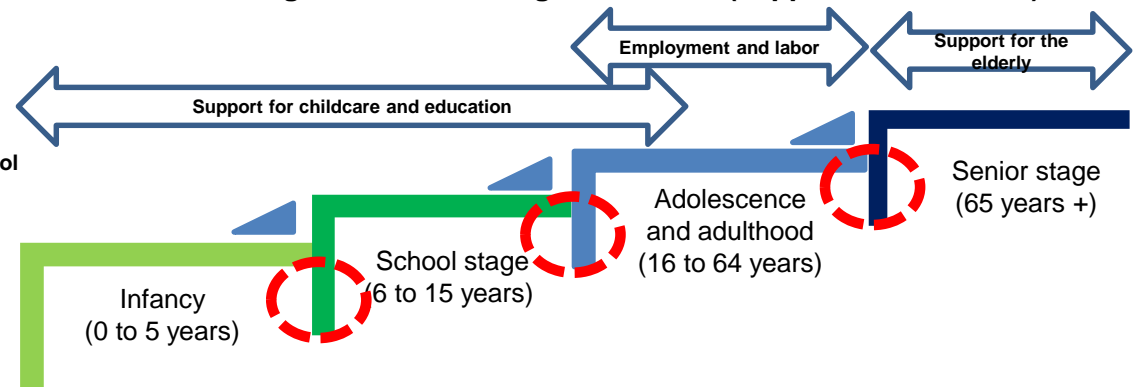 Employment and labor
Support for the
elderly
Support for childcare and education
ol
Senior stage
(65 years +)
Adolescence
and adulthood
(16 to 64 years)
School stage
(6 to 15 years)
Infancy
(0 to 5 years)